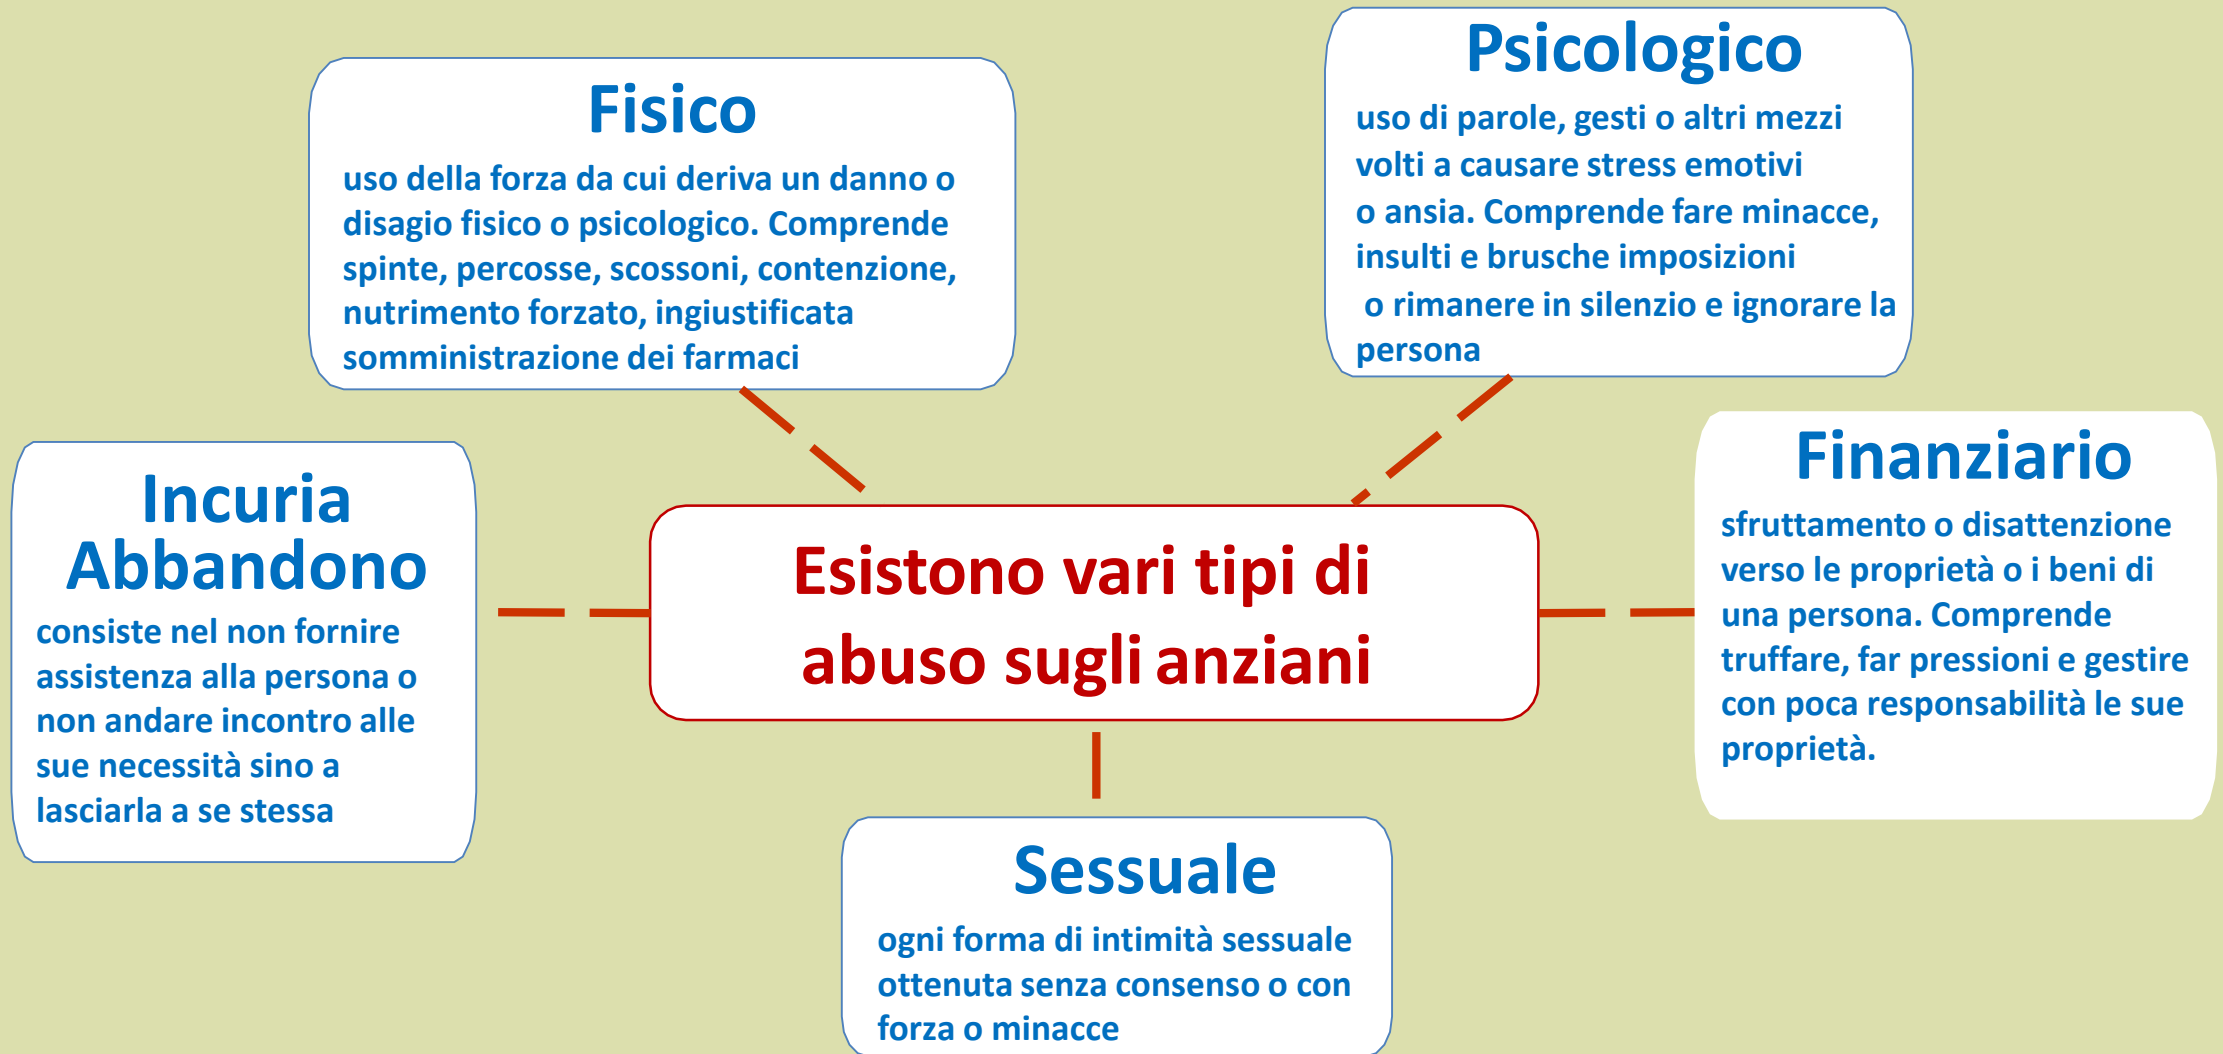 Fisico
uso della forza da cui deriva un danno o
disagio fisico o psicologico. Comprende
spinte, percosse, scossoni, contenzione,
nutrimento forzato, ingiustificata
somministrazione dei farmaci
Psicologico
uso di parole, gesti o altri mezzi
volti a causare stress emotivi
o ansia. Comprende fare minacce,
insulti e brusche imposizioni
o rimanere in silenzio e ignorare la
persona
Incuria
Abbandono
consiste nel non fornire
assistenza alla persona o
non andare incontro alle
sue necessità sino a
lasciarla a se stessa
Esistono vari tipi di
abuso sugli anziani
Finanziario
sfruttamento o disattenzione
verso le proprietà o i beni di
una persona. Comprende
truffare, far pressioni e gestire
con poca responsabilità le sue
proprietà.
Sessuale
ogni forma di intimità sessuale
ottenuta senza consenso o con
forza o minacce